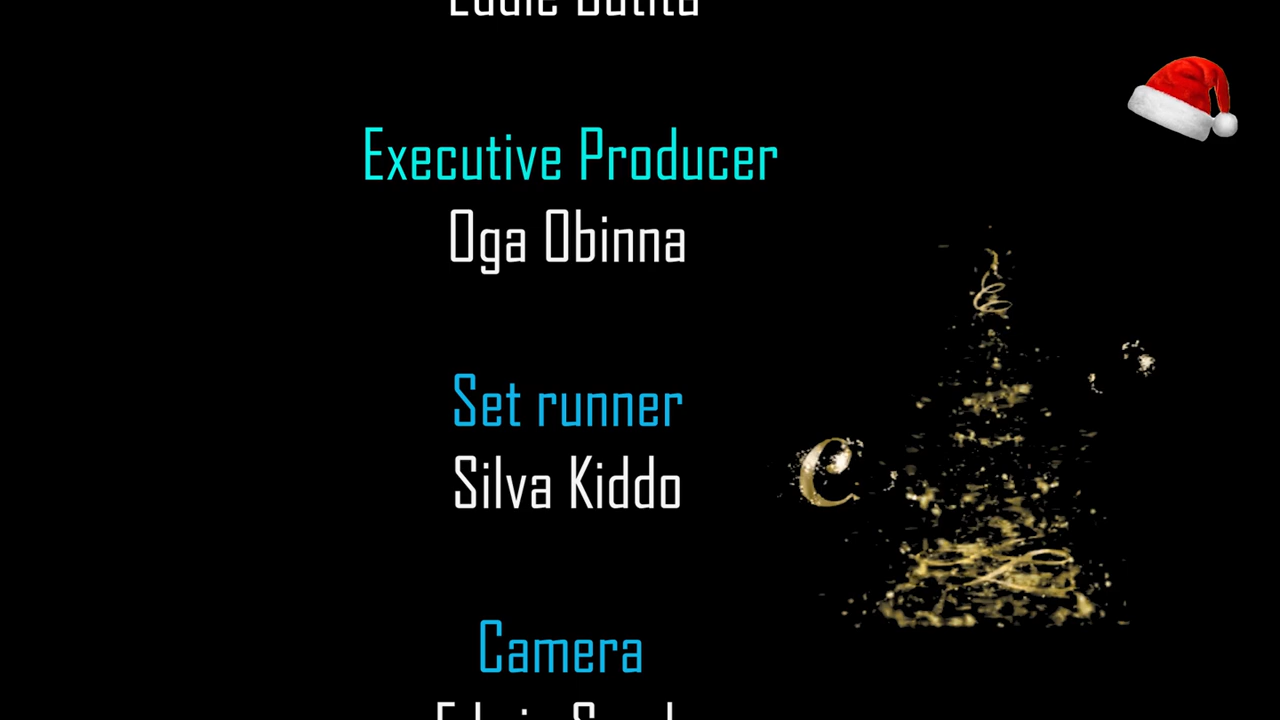 Executive Producer
Oga Obinna
Set runner
Silva Kiddo
C
Camera